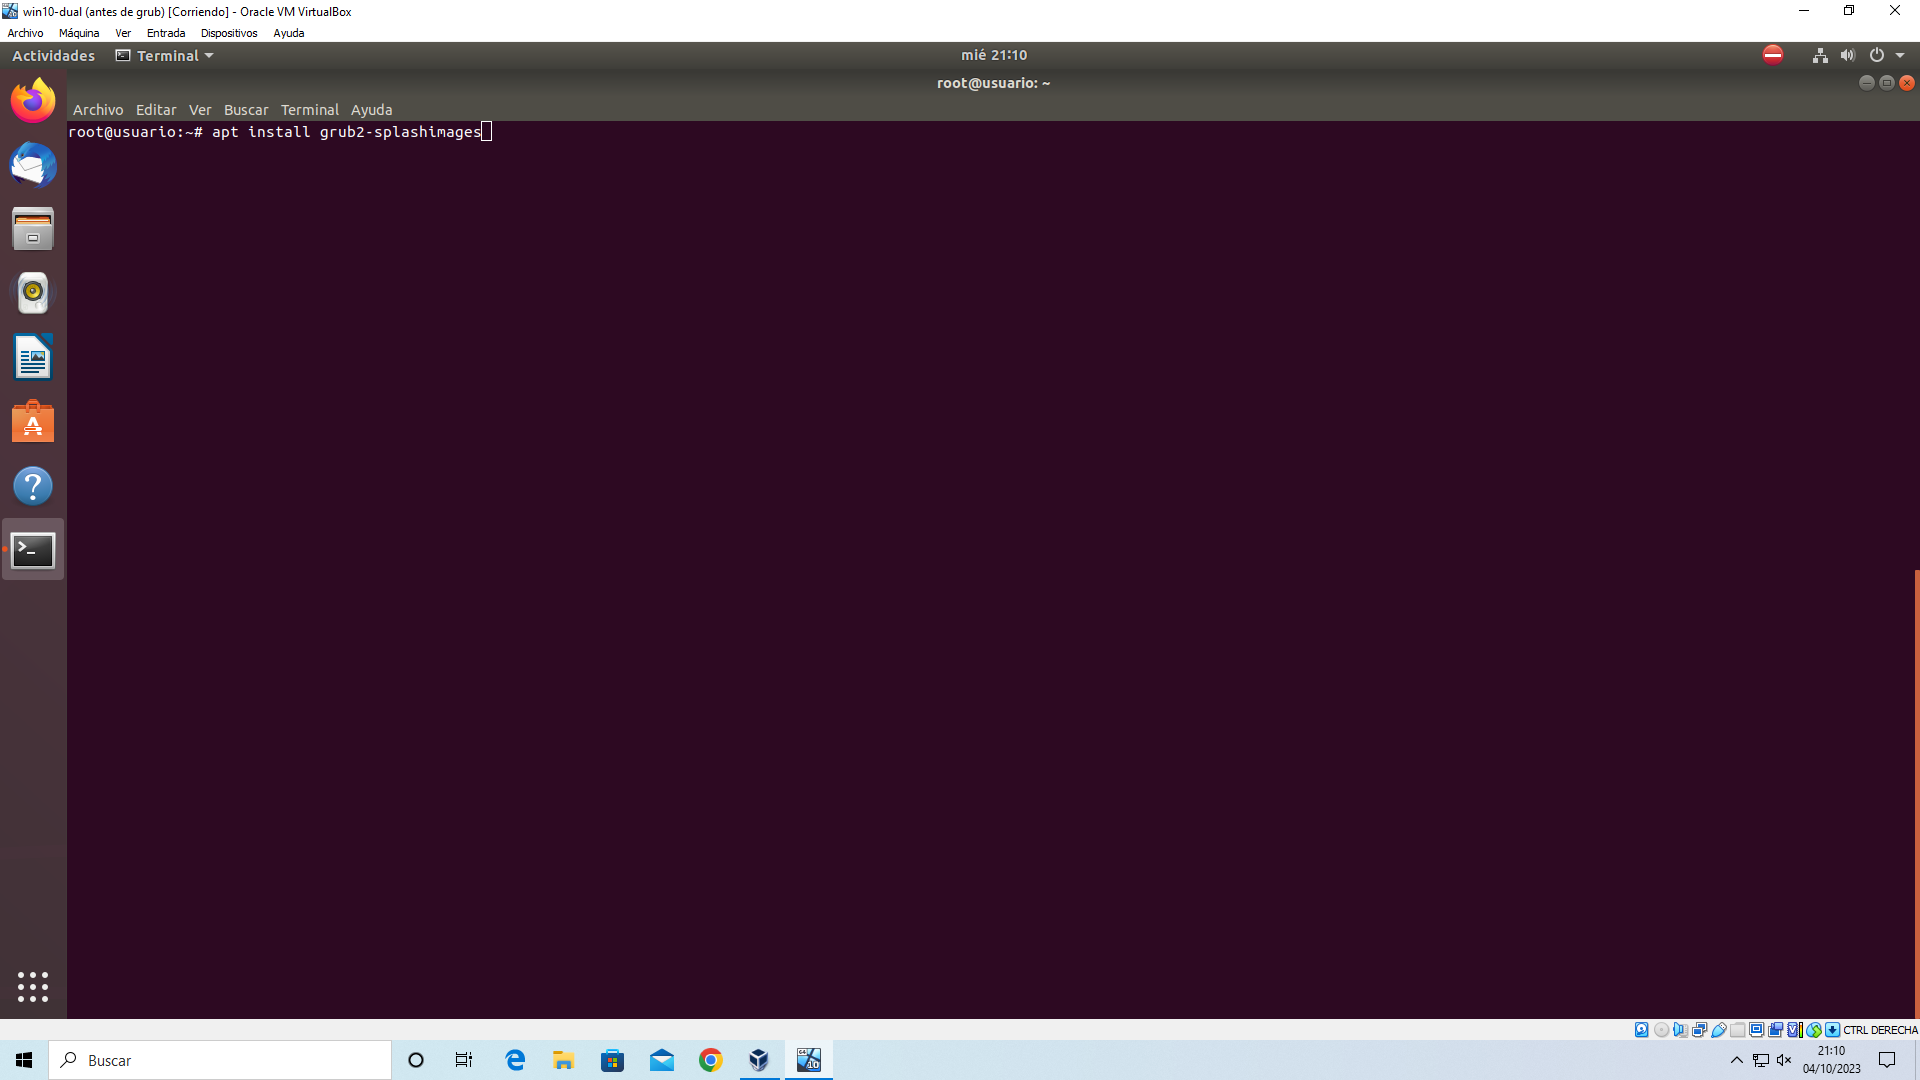 win10-dual (antes de grub) [Corriendo] - Oracle VM VirtualBox
Archivo Máquina Ver Entrada Dispositivos Ayuda
Actividades Terminal mié 21:10
root@usuario: ~
Archivo Editar Ver Buscar Terminal Ayuda
root@usuario:~# apt install grub2-splashimages
CTRL DERECHA
Buscar
21:10
04/10/2023